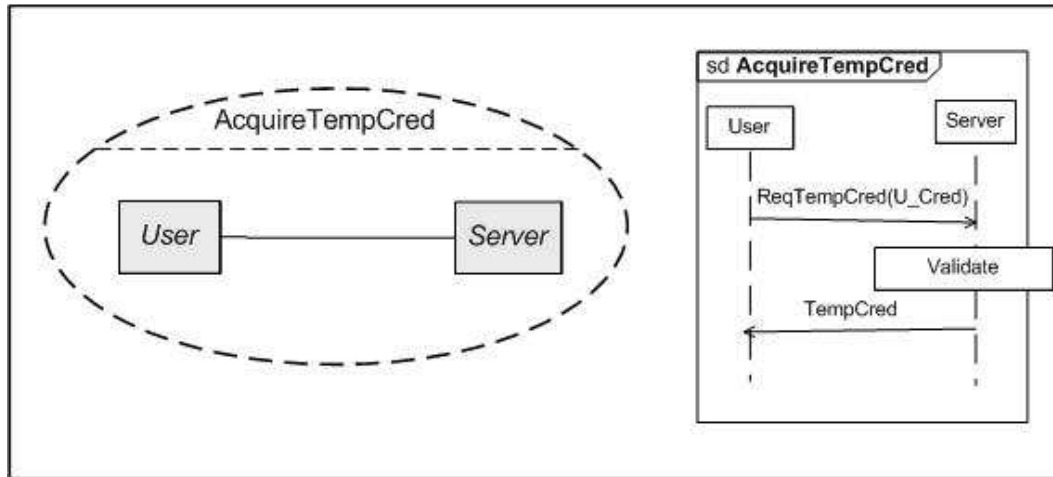 AcquireTempCred
User
Server
sd AcquireTempCred
User
Server
ReqTempCred(U_Cred)
Validate
TempCred